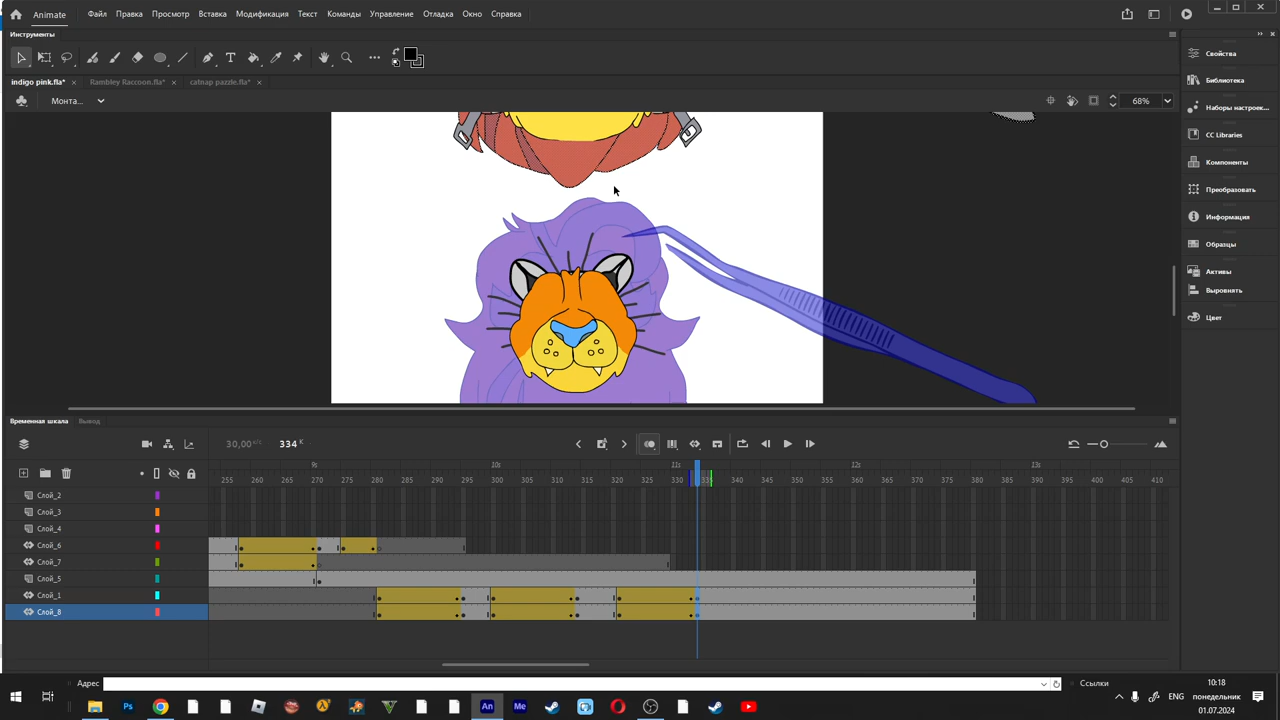 Animate Файл Правка Просмотр Вставка Модификация Текст Команды Управление Отладка Окно Справка
Инструменты
indigo pink.fla* × Rambley Raccoon.fla* × catnap pazzle.fla* ×
Монта... 68%
Свойства
Библиотека
Наборы настроек...
CC Libraries
Компоненты
Преобразовать
Информация
Образцы
Активы
Выровнять
Цвет
Временная шкала Вывод
30,00 к/с 334 К
9s 10s 11s 12s 13s
255 260 265 270 275 280 285 290 295 300 305 310 315 320 325 330 335 340 345 350 355 360 365 370 375 380 385 390 395 400 405 410
Слой_2
Слой_3
Слой_4
Слой_6
Слой_7
Слой_5
Слой_1
Слой_8
Адрес Ссылки
Ps An Me
ENG
10:18
понедельник
01.07.2024